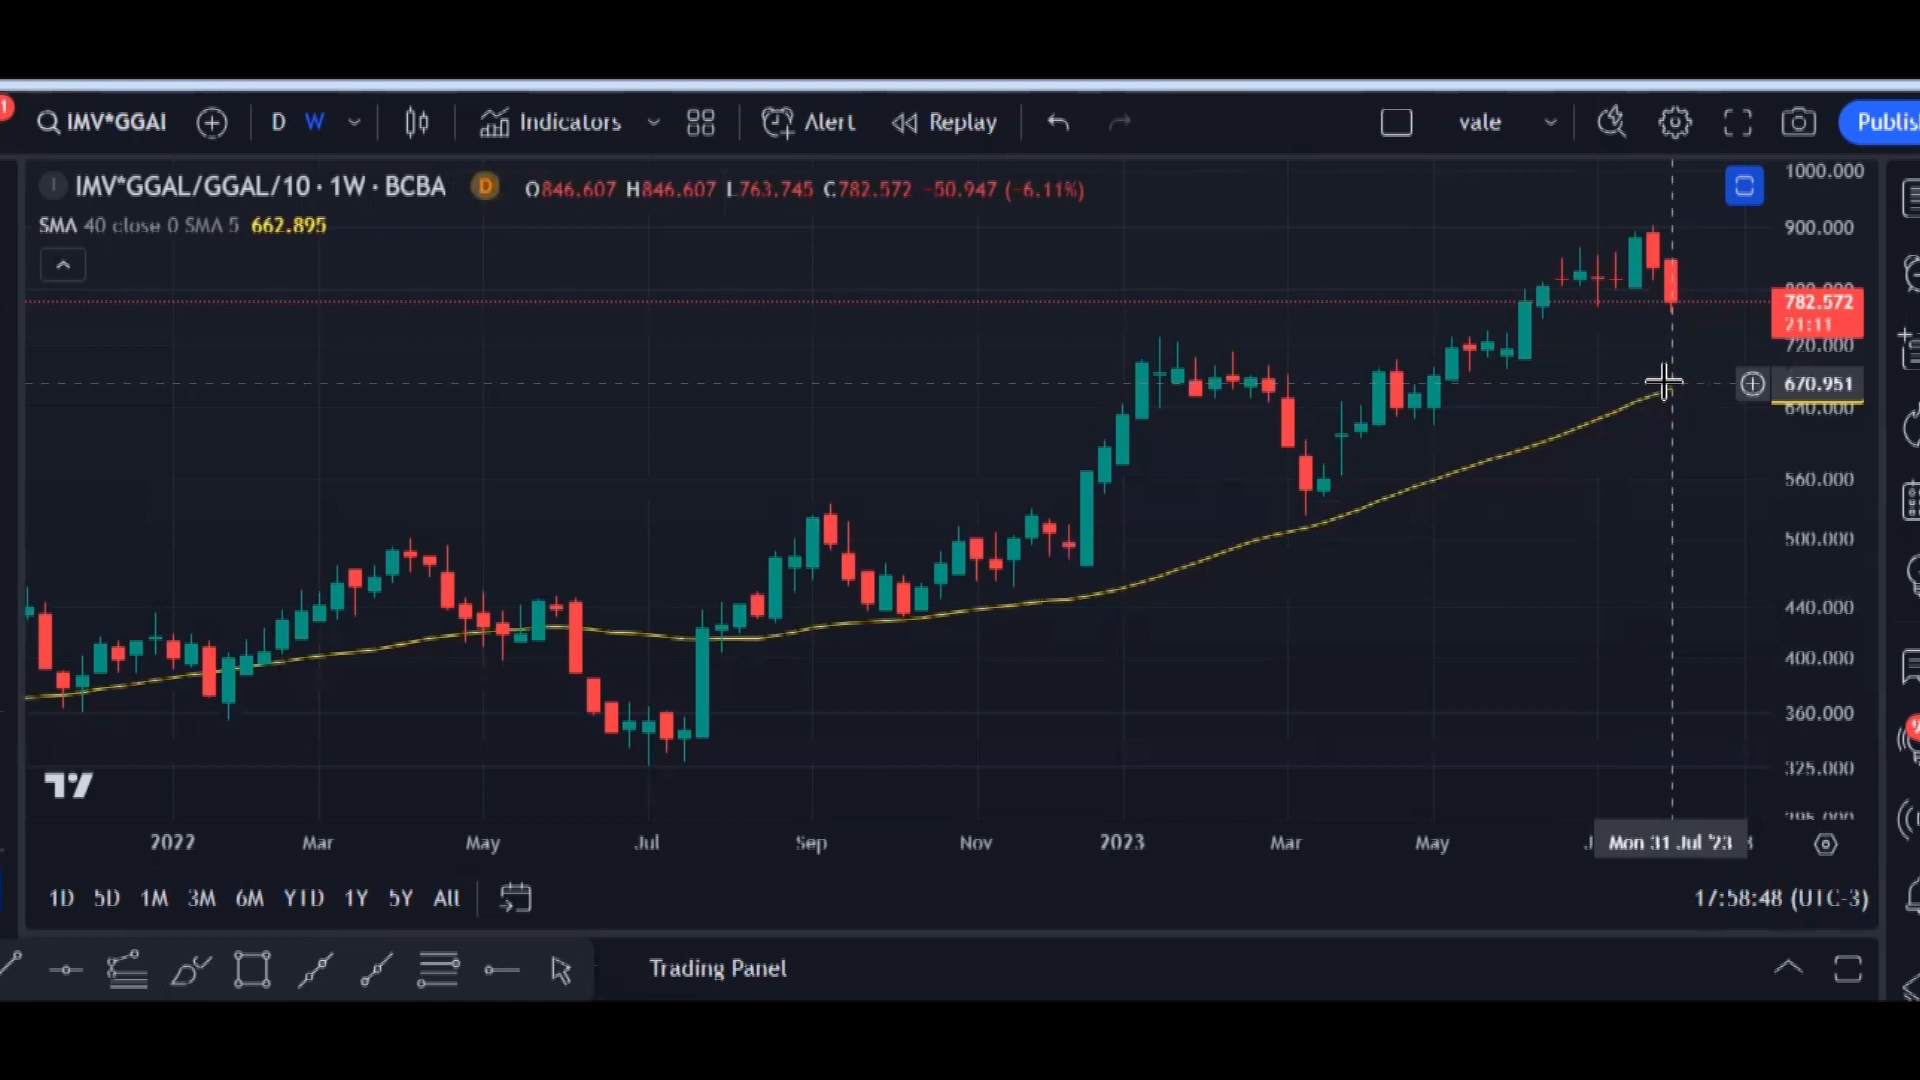 1
IMV*GGAl
D W
Indicators
Alert
Replay
vale
Publish
IMV*GGAL/GGAL/10 · 1W · BCBA
D
O846.607 H846.607 L763.745 C782.572 −50.947 (−6.11%)
SMA 40 close 0 SMA 5 662.895
1000.000
900.000
782.572
21:11
720.000
670.951
640.000
560.000
500.000
440.000
400.000
360.000
325.000
2022 Mar May Jul Sep Nov 2023 Mar May Mon 31 Jul '23
1D 5D 1M 3M 6M YTD 1Y 5Y All
17:58:48 (UTC-3)
Trading Panel